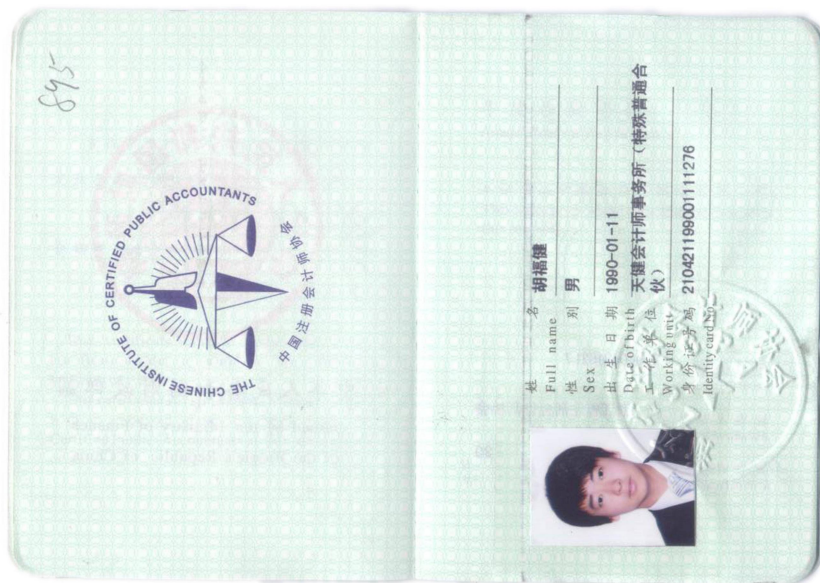 895
THE CHINESE INSTITUTE OF CERTIFIED PUBLIC ACCOUNTANTS
中国注册会计师协会
姓 名 胡福健
Full name
性 别 男
Sex
出 生 日 期 1990-01-11
Date of birth
工 作 单 位 天健会计师事务所（特殊普通合
Working unit 伙）
身 份 证 号 码 210421199001111276
Identity card No.